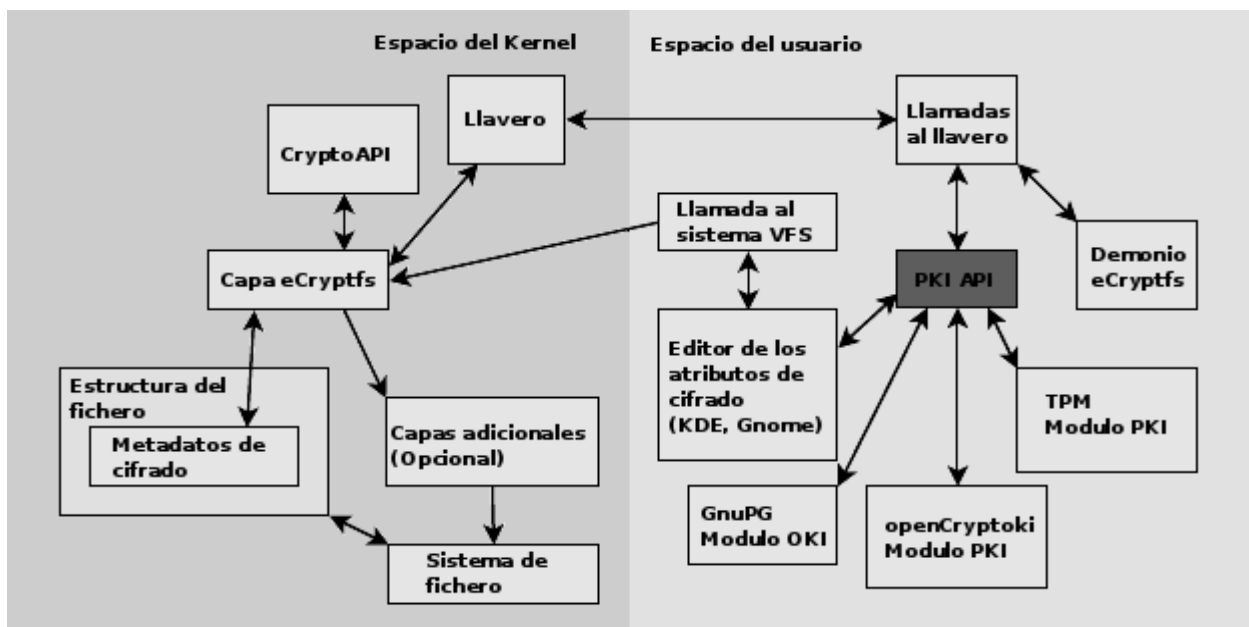 Espacio del Kernel
Espacio del usuario
Llavero
Llamadas
al llavero
CryptoAPI
Llamada al
sistema VFS
Capa eCryptfs
PKI API
Demonio
eCryptfs
Editor de los
atributos de
cifrado
(KDE, Gnome)
Estructura del
fichero
Metadatos de
cifrado
Capas adicionales
(Opcional)
TPM
Modulo PKI
GnuPG
Modulo OKI
openCryptoki
Modulo PKI
Sistema de
fichero